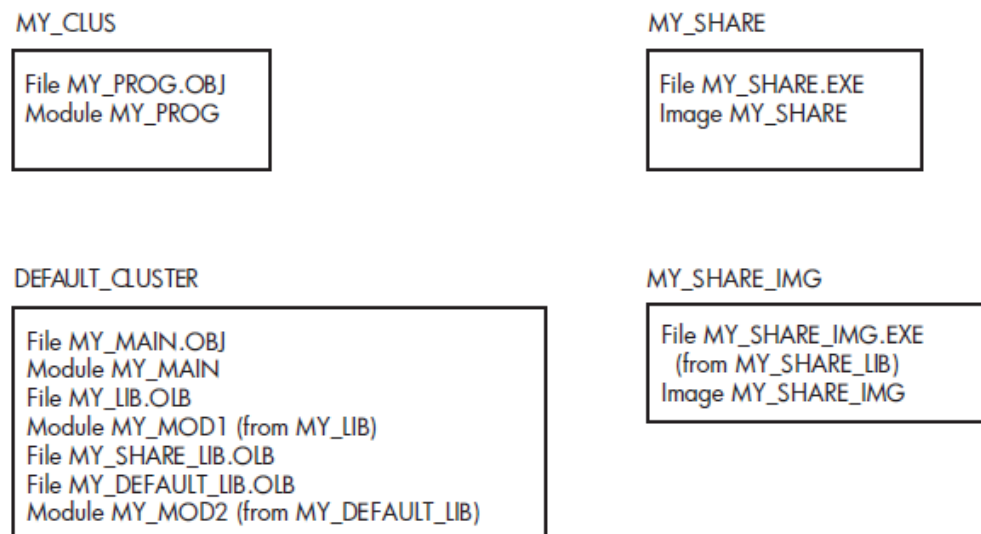 MY_CLUS
File MY_PROG.OBJ
Module MY_PROG
MY_SHARE
File MY_SHARE.EXE
Image MY_SHARE
DEFAULT_CLUSTER
File MY_MAIN.OBJ
Module MY_MAIN
File MY_LIB.OLB
Module MY_MOD1 (from MY_LIB)
File MY_SHARE_LIB.OLB
File MY_DEFAULT_LIB.OLB
Module MY_MOD2 (from MY_DEFAULT_LIB)
MY_SHARE_IMG
File MY_SHARE_IMG.EXE
(from MY_SHARE_LIB)
Image MY_SHARE_IMG